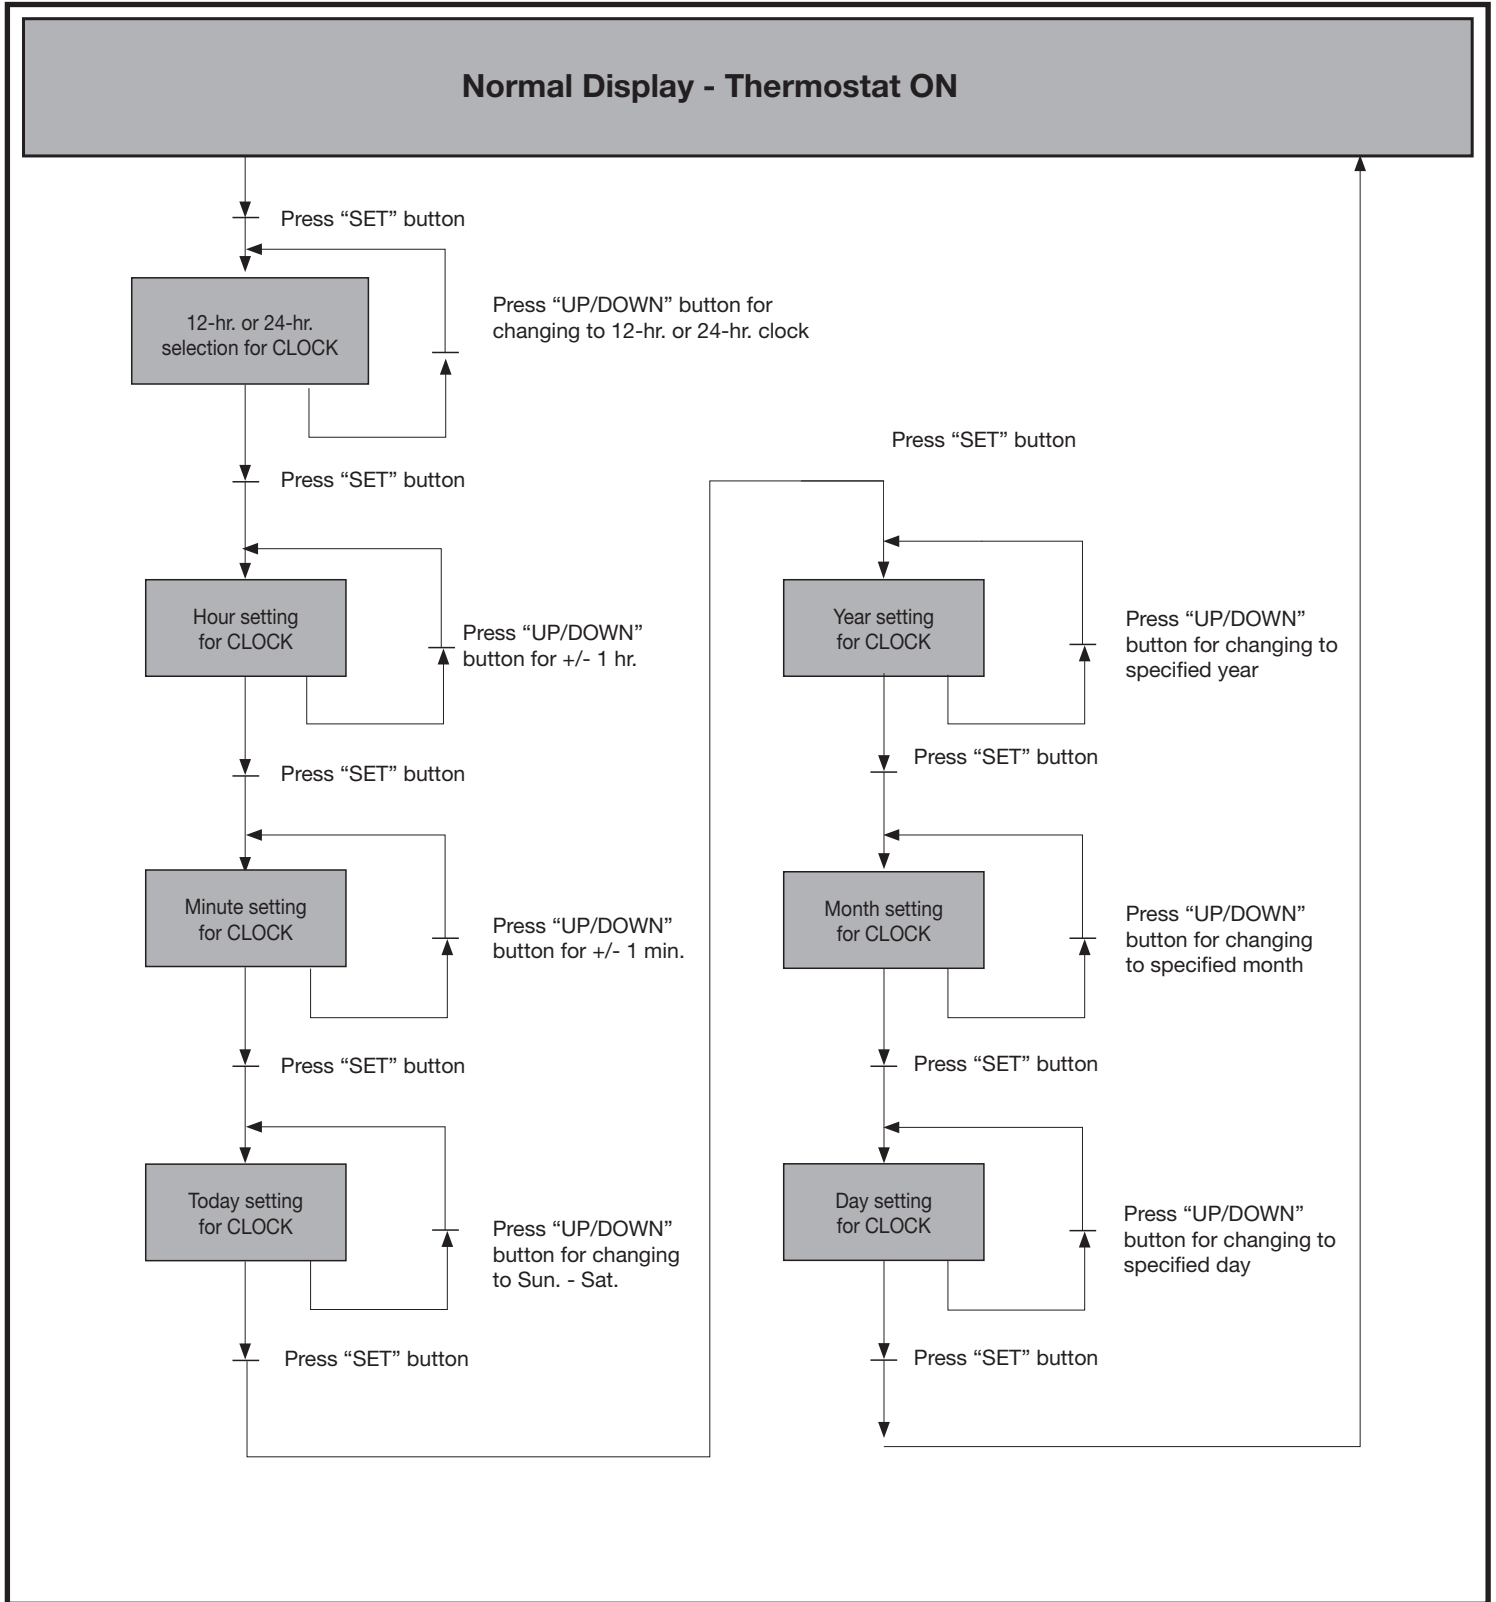 Normal Display - Thermostat ON
Press “SET” button
12-hr. or 24-hr.
selection for CLOCK
Press “UP/DOWN” button for
changing to 12-hr. or 24-hr. clock
Press “SET” button
Hour setting
for CLOCK
Press “UP/DOWN”
button for +/- 1 hr.
Press “SET” button
Minute setting
for CLOCK
Press “UP/DOWN”
button for +/- 1 min.
Press “SET” button
Today setting
for CLOCK
Press “UP/DOWN”
button for changing
to Sun. - Sat.
Press “SET” button
Press “SET” button
Year setting
for CLOCK
Press “UP/DOWN”
button for changing to
specified year
Press “SET” button
Month setting
for CLOCK
Press “UP/DOWN”
button for changing
to specified month
Press “SET” button
Day setting
for CLOCK
Press “UP/DOWN”
button for changing to
specified day
Press “SET” button